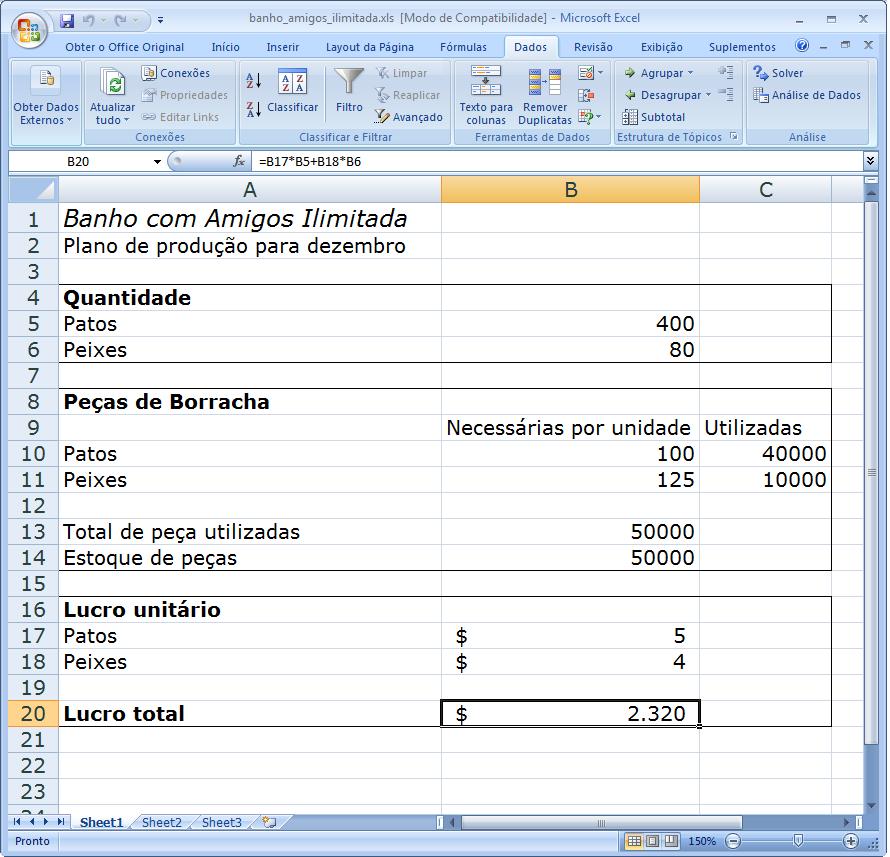 banho_amigos_ilimitada.xls [Modo de Compatibilidade] - Microsoft Excel
Obter o Office Original Início Inserir Layout da Página Fórmulas Dados Revisão Exibição Suplementos
Obter Dados Externos
Atualizar tudo
Conexões
Propriedades
Editar Links
Conexões
Classificar
Filtro
Limpar
Reaplicar
Avançado
Classificar e Filtrar
Texto para colunas
Remover Duplicatas
Ferramentas de Dados
Agrupar
Desagrupar
Subtotal
Estrutura de Tópicos
Solver
Análise de Dados
Análise
B20 fx =B17*B5+B18*B6
A B C
1 Banho com Amigos Ilimitada
2 Plano de produção para dezembro
3
4 Quantidade
5 Patos 400
6 Peixes 80
7
8 Peças de Borracha
9 Necessárias por unidade Utilizadas
10 Patos 100 40000
11 Peixes 125 10000
12
13 Total de peça utilizadas 50000
14 Estoque de peças 50000
15
16 Lucro unitário
17 Patos $ 5
18 Peixes $ 4
19
20 Lucro total $ 2.320
21
22
23
24
Sheet1 Sheet2 Sheet3
Pronto 150%